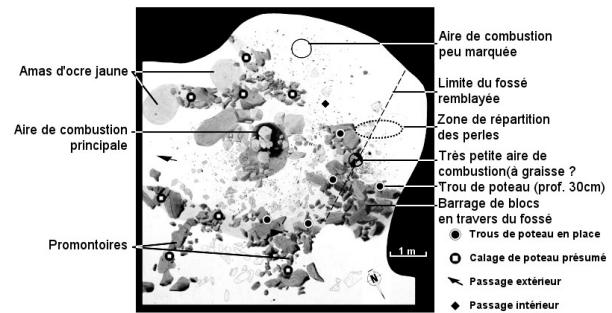 Amas d'ocre jaune
Aire de combustion
principale
Promontoires
Aire de combustion
peu marquée
Limite du fossé
remblayée
Zone de répartition
des perles
Très petite aire de
combustion(à graisse ?
Trou de poteau (prof. 30cm)
Barrage de blocs
en travers du fossé
Trous de poteau en place
Calage de poteau présumé
Passage extérieur
Passage intérieur
1 m
N